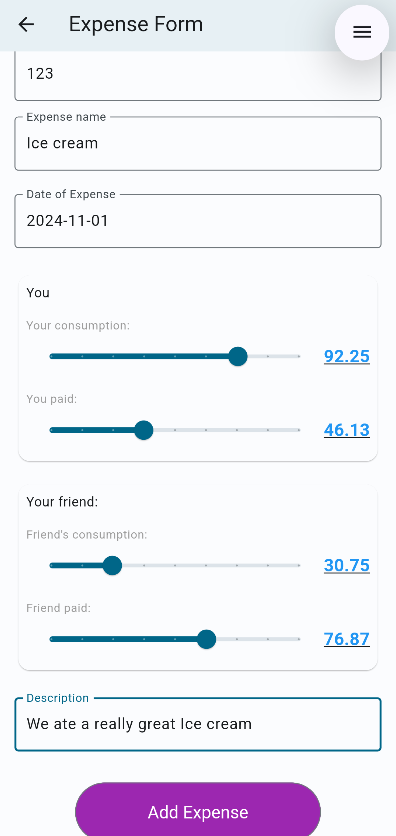 Expense Form
123
Expense name
Ice cream
Date of Expense
2024-11-01
You
Your consumption:
92.25
You paid:
46.13
Your friend:
Friend's consumption:
30.75
Friend paid:
76.87
Description
We ate a really great Ice cream
Add Expense